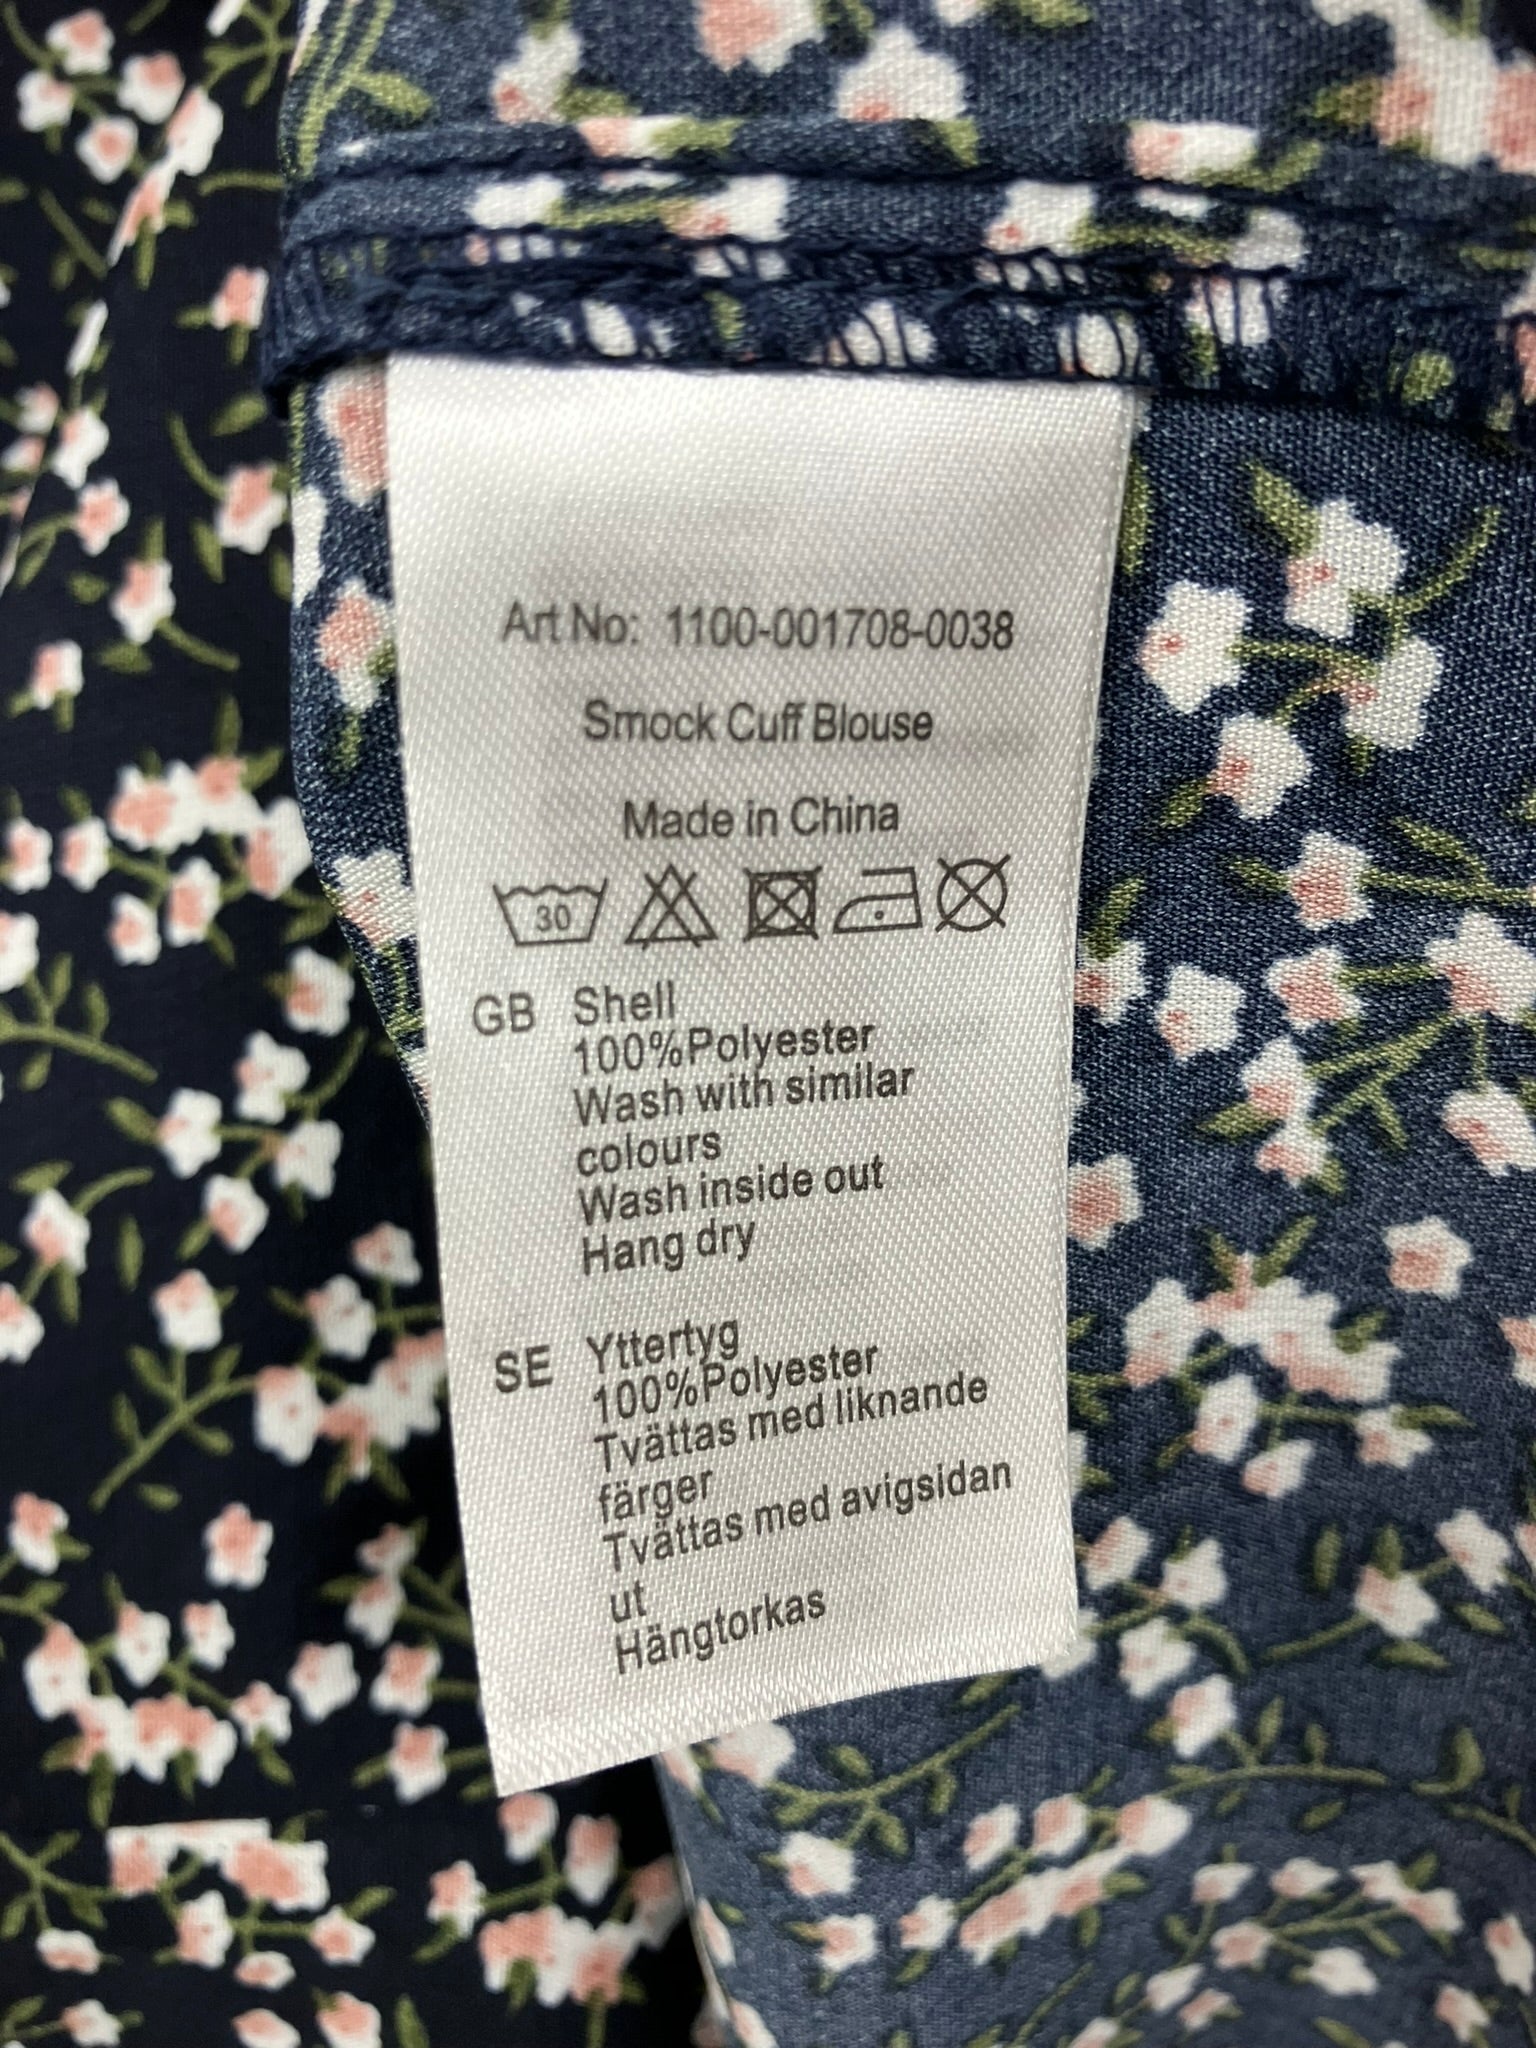 Art No: 1100-001708-0038
Smock Cuff Blouse
Made in China
30
GB Shell
100%Polyester
Wash with similar
colours
Wash inside out
Hang dry
SE Yttertyg
100%Polyester
Tvättas med liknande
färger
Tvättas med avigsidan
ut
Hängtorkas